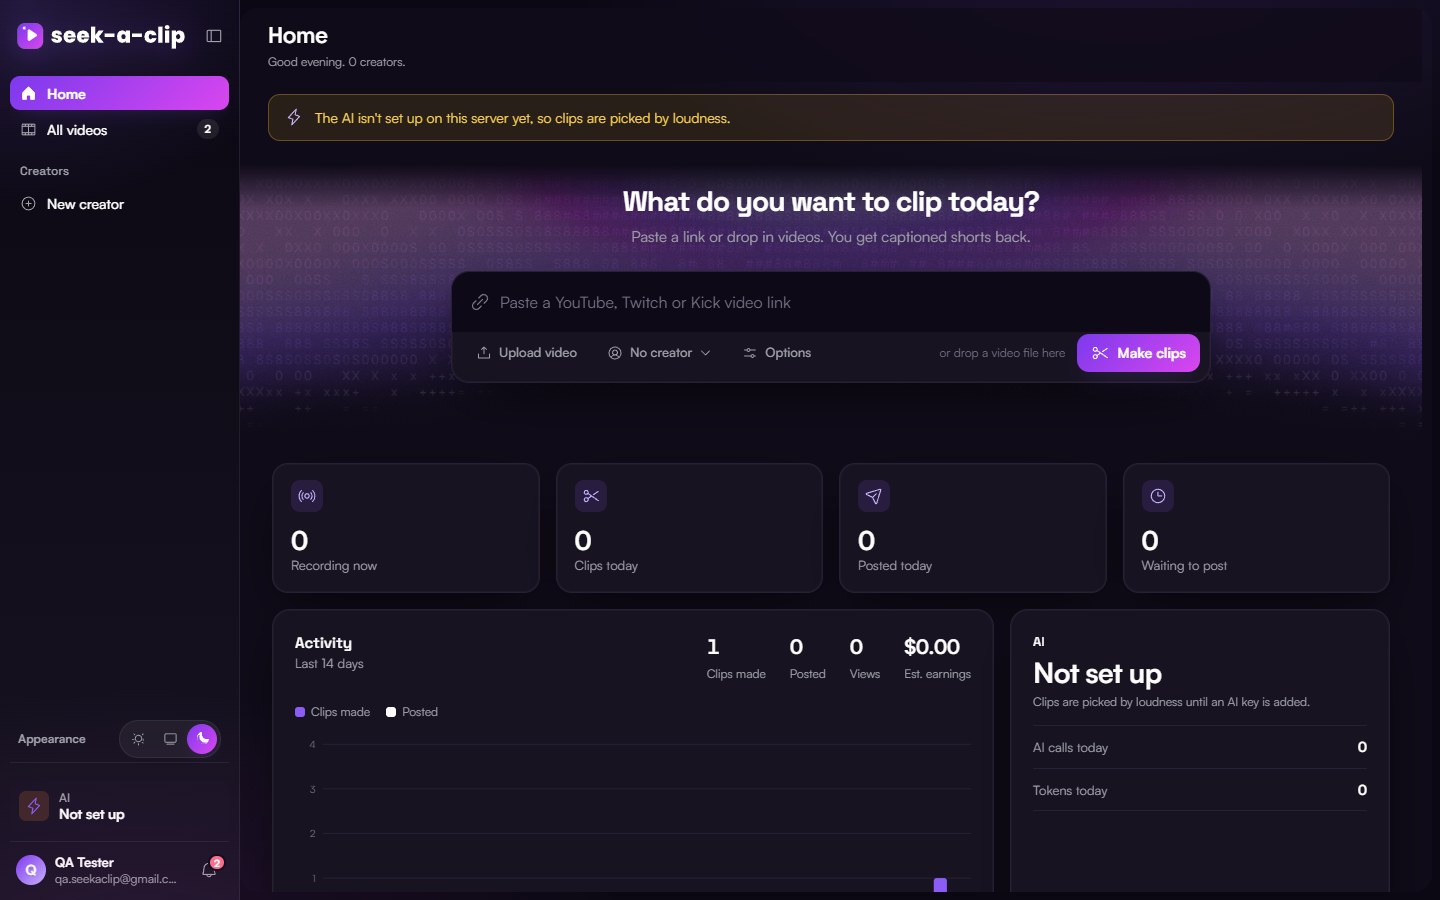 seek-a-clip
Home
All videos
2
Creators
New creator
Appearance
AI
Not set up
Q
QA Tester
qa.seekaclip@gmail.c...
2
Home
Good evening. 0 creators.
The AI isn't set up on this server yet, so clips are picked by loudness.
What do you want to clip today?
Paste a link or drop in videos. You get captioned shorts back.
Paste a YouTube, Twitch or Kick video link
Upload video
No creator
Options
or drop a video file here
Make clips
0
Recording now
0
Clips today
0
Posted today
0
Waiting to post
Activity
Last 14 days
1
Clips made
0
Posted
0
Views
$0.00
Est. earnings
Clips made
Posted
4
3
2
1
AI
Not set up
Clips are picked by loudness until an AI key is added.
AI calls today
0
Tokens today
0